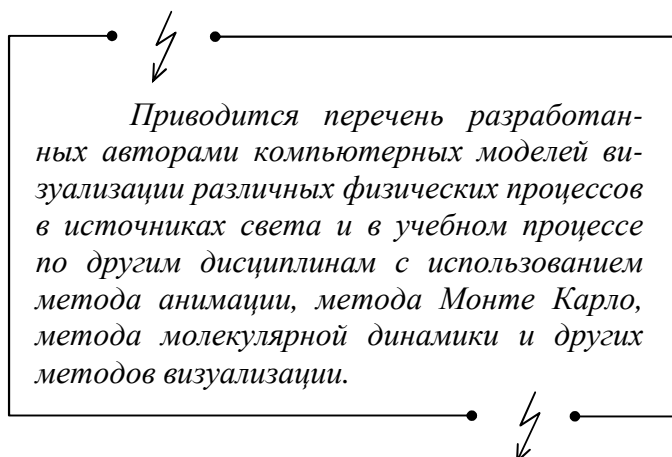 Приводится перечень разработан-
ных авторами компьютерных моделей ви-
зуализации различных физических процессов
в источниках света и в учебном процессе
по другим дисциплинам с использованием
метода анимации, метода Монте Карло,
метода молекулярной динамики и других
методов визуализации.